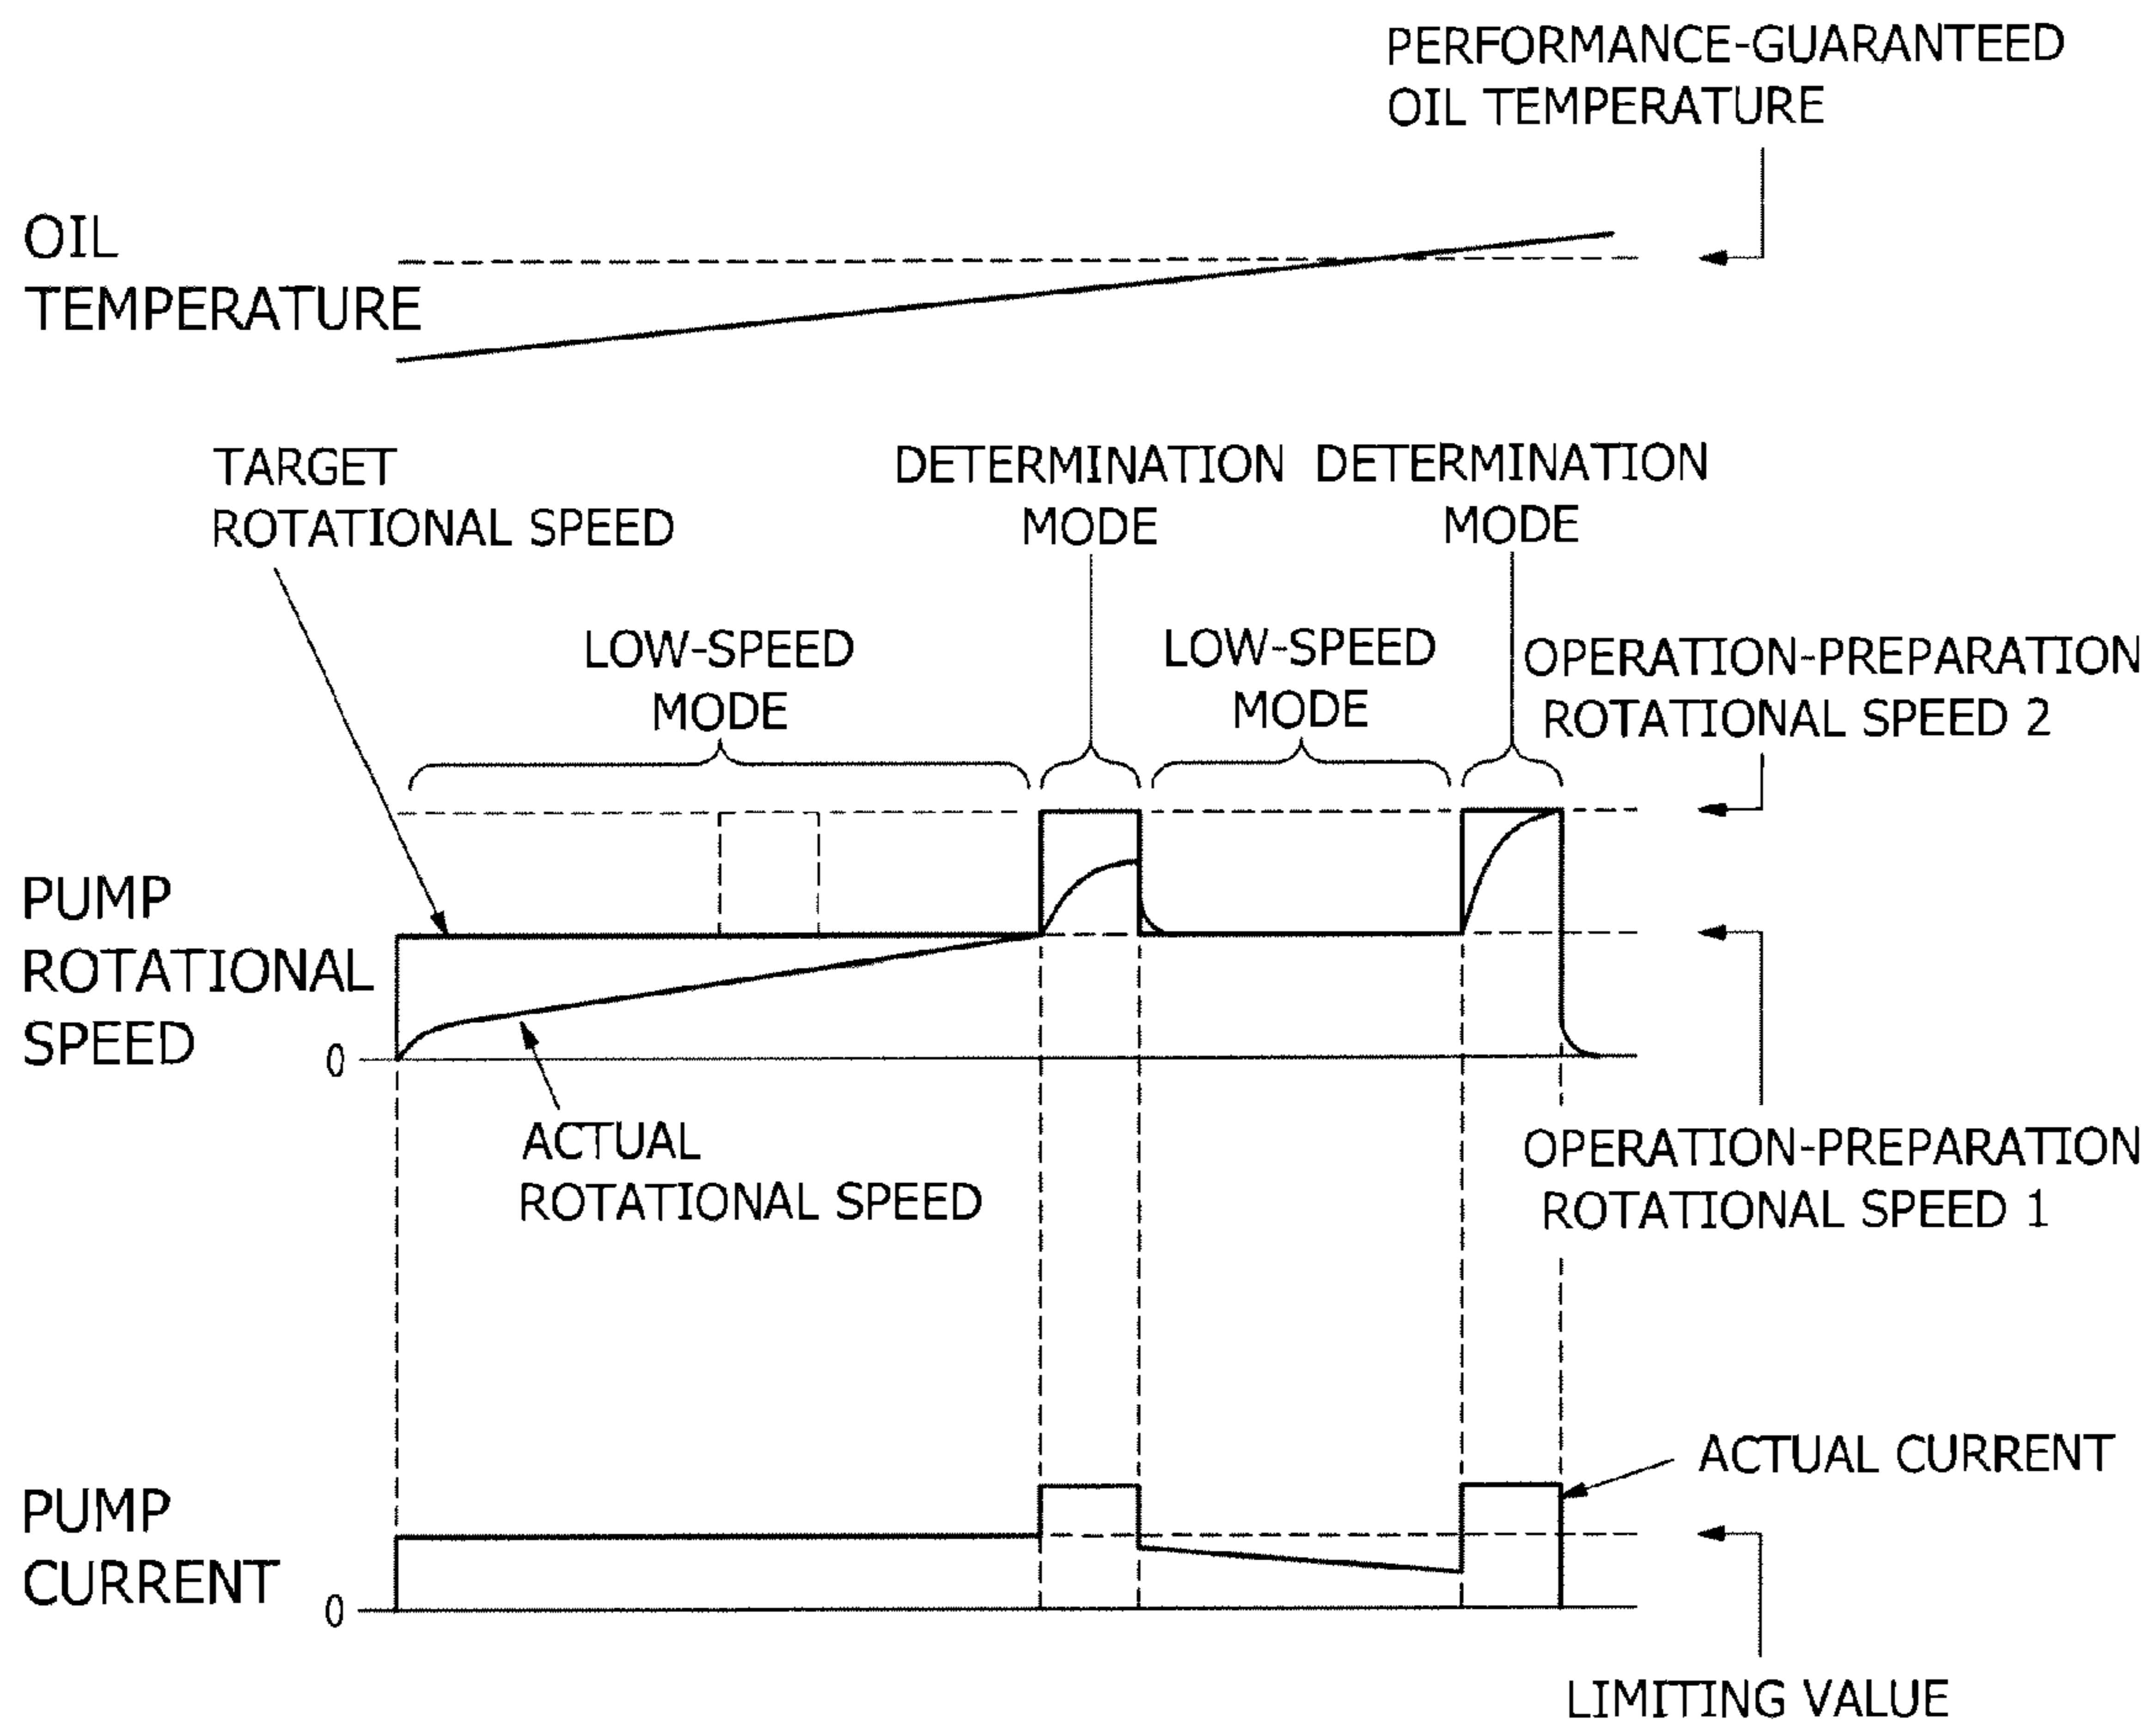 PERFORMANCE-GUARANTEED
OIL TEMPERATURE
OIL
TEMPERATURE
TARGET
ROTATIONAL SPEED
DETERMINATION
MODE
DETERMINATION
MODE
LOW-SPEED
MODE
LOW-SPEED
MODE
OPERATION-PREPARATION
ROTATIONAL SPEED 2
PUMP
ROTATIONAL
SPEED
0
ACTUAL
ROTATIONAL SPEED
OPERATION-PREPARATION
ROTATIONAL SPEED 1
ACTUAL CURRENT
PUMP
CURRENT
0
LIMITING VALUE